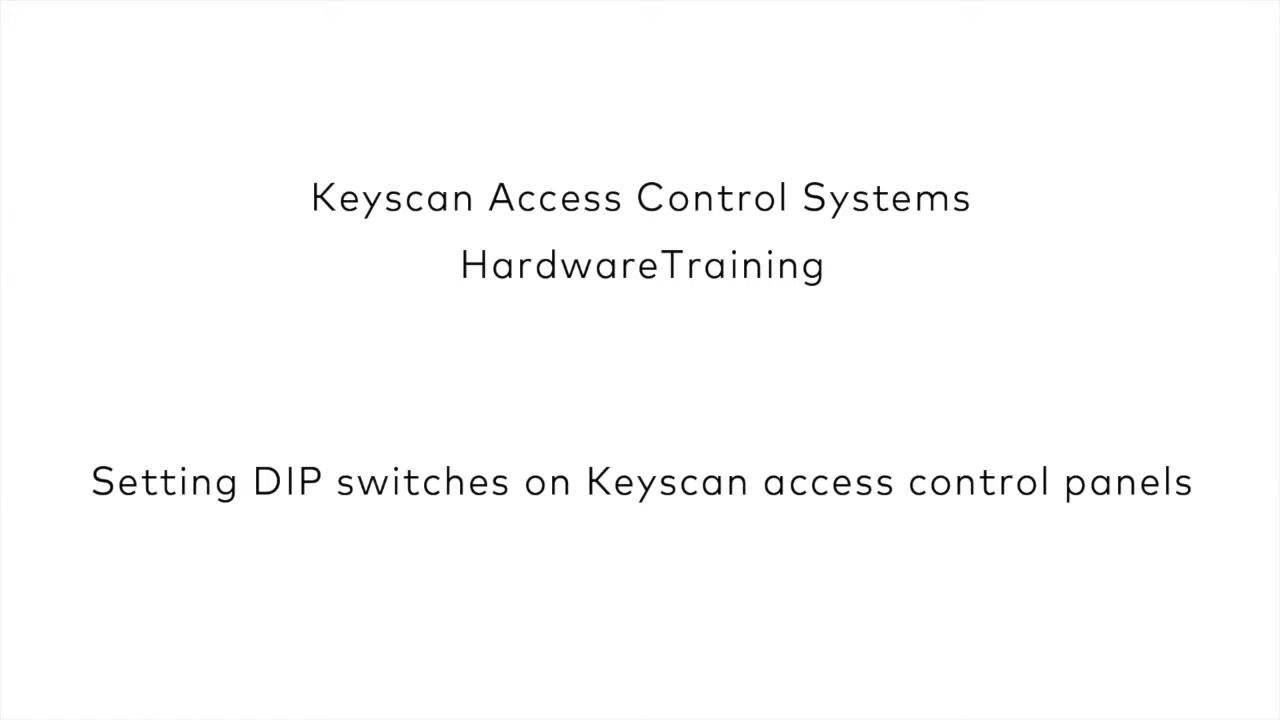 Keyscan Access Control Systems
HardwareTraining
Setting DIP switches on Keyscan access control panels